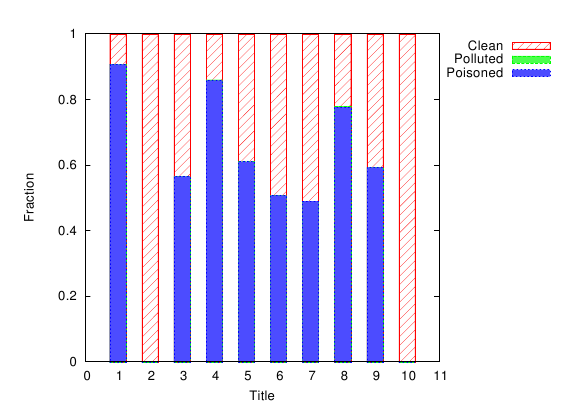 Clean
Polluted
Poisoned
1
0.8
0.6
0.4
0.2
0
Fraction
0 1 2 3 4 5 6 7 8 9 10 11
Title